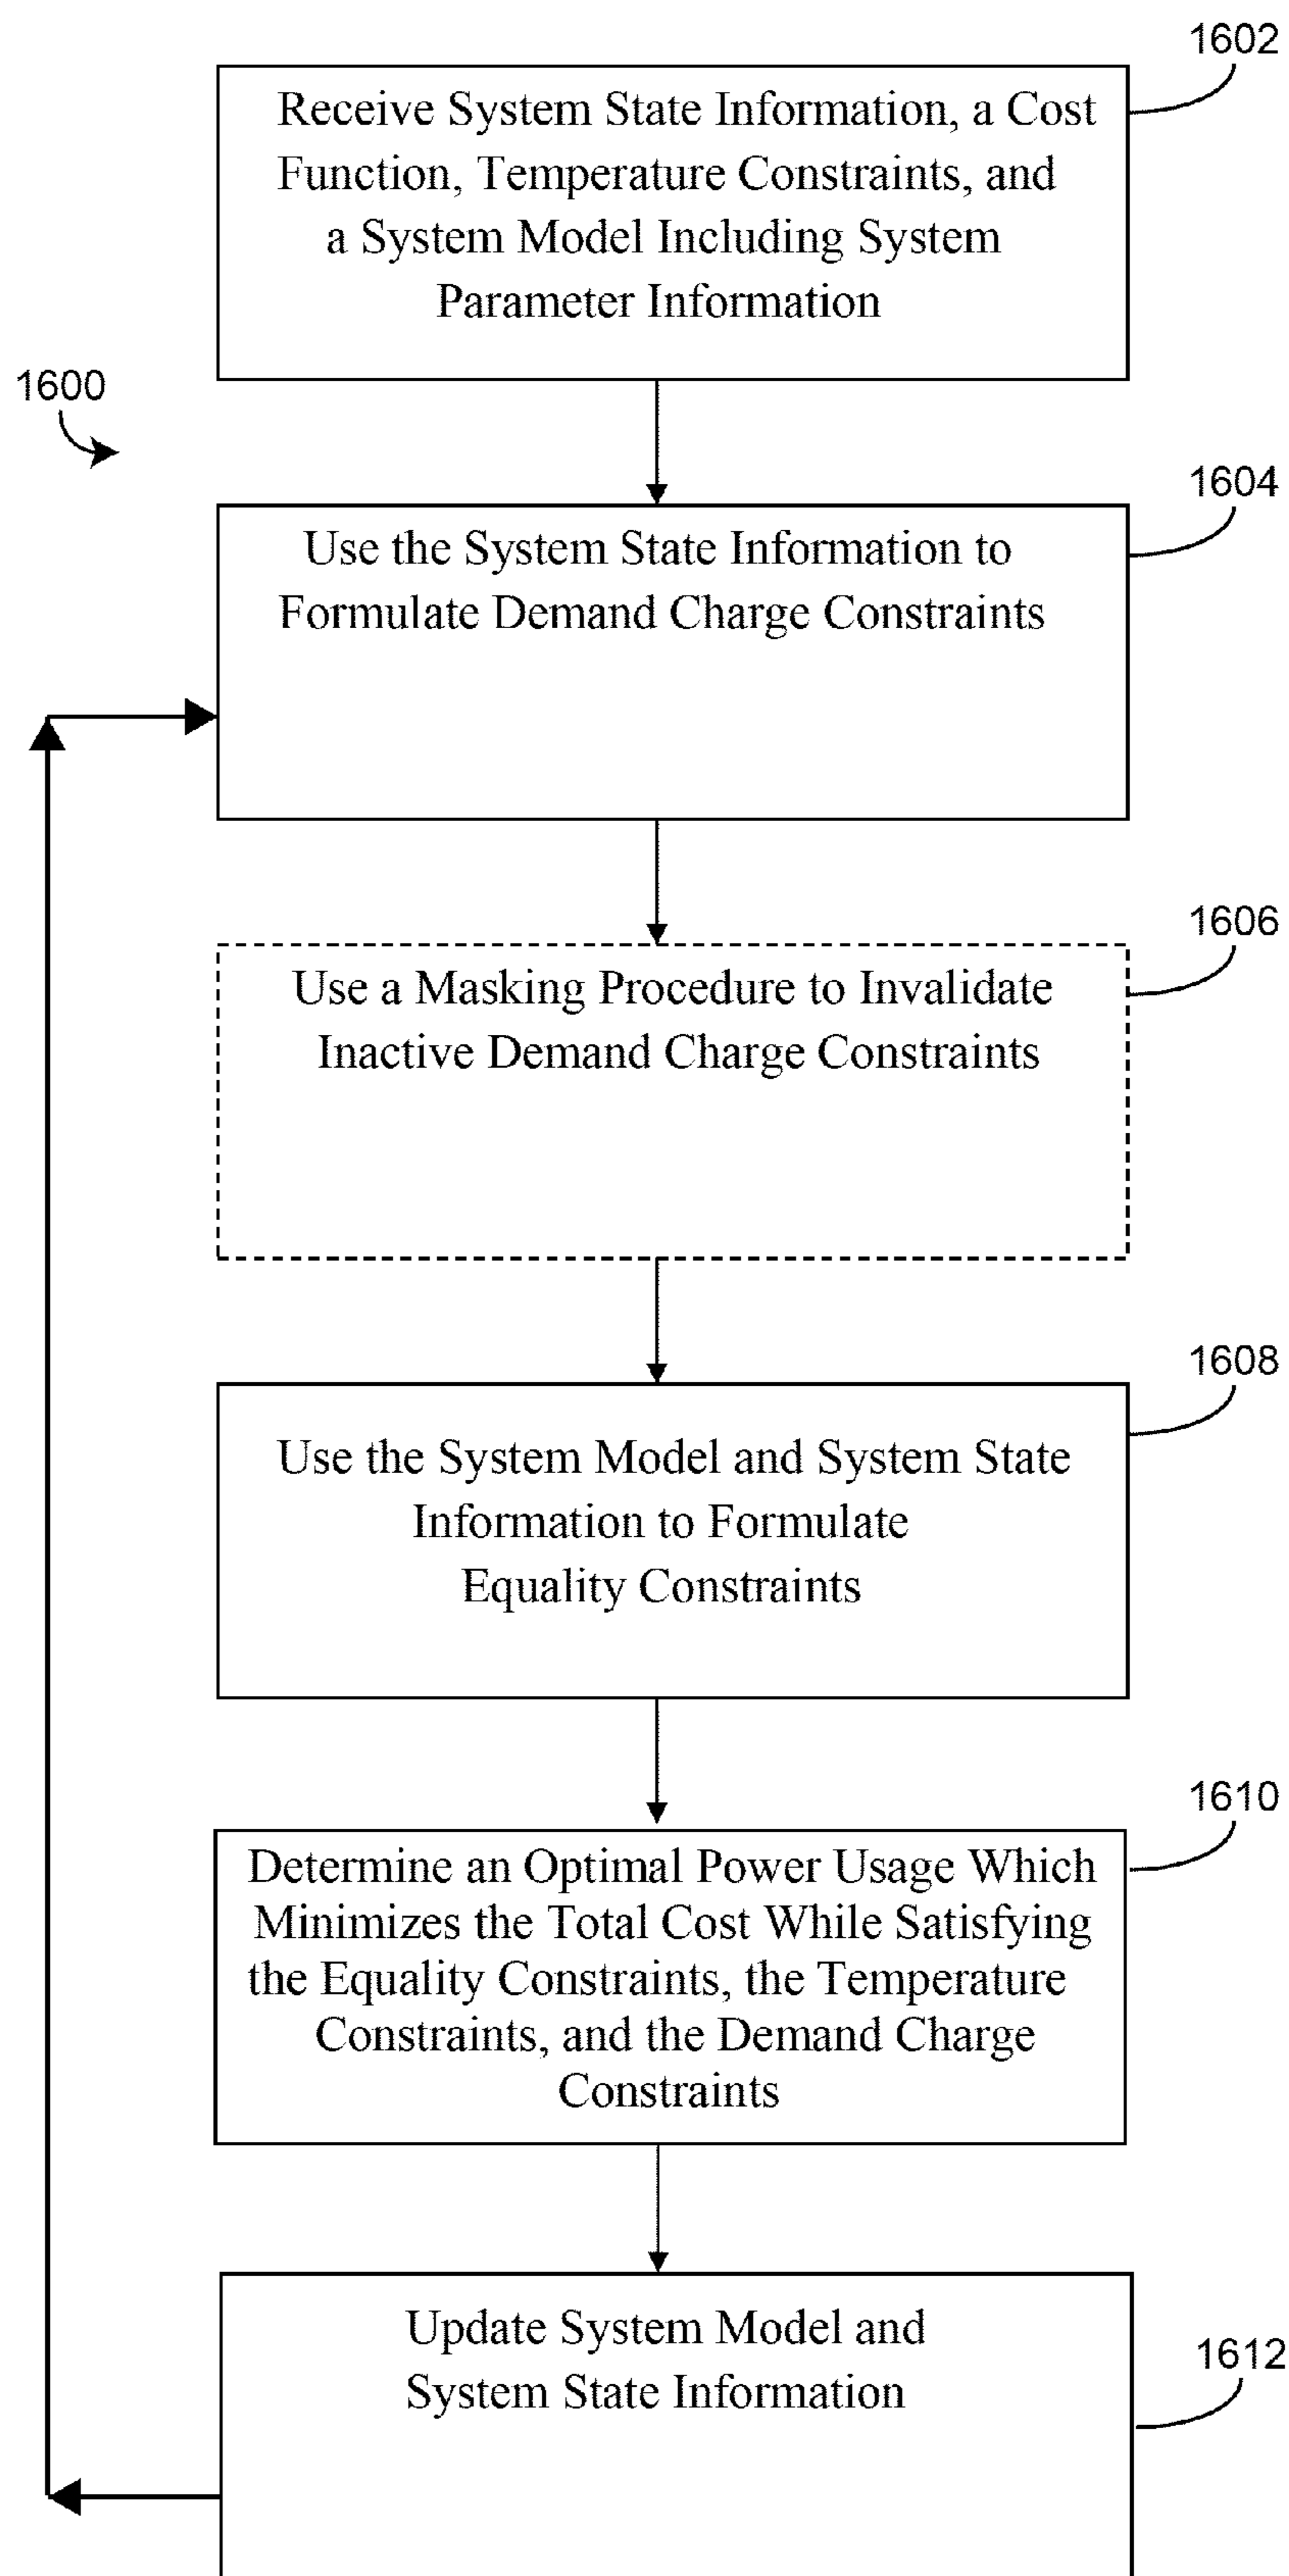 1602
Receive System State Information, a Cost
Function, Temperature Constraints, and
a System Model Including System
Parameter Information
1600
1604
Use the System State Information to
Formulate Demand Charge Constraints
1606
Use a Masking Procedure to Invalidate
Inactive Demand Charge Constraints
1608
Use the System Model and System State
Information to Formulate
Equality Constraints
1610
Determine an Optimal Power Usage Which
Minimizes the Total Cost While Satisfying
the Equality Constraints, the Temperature
Constraints, and the Demand Charge
Constraints
Update System Model and
1612
System State Information